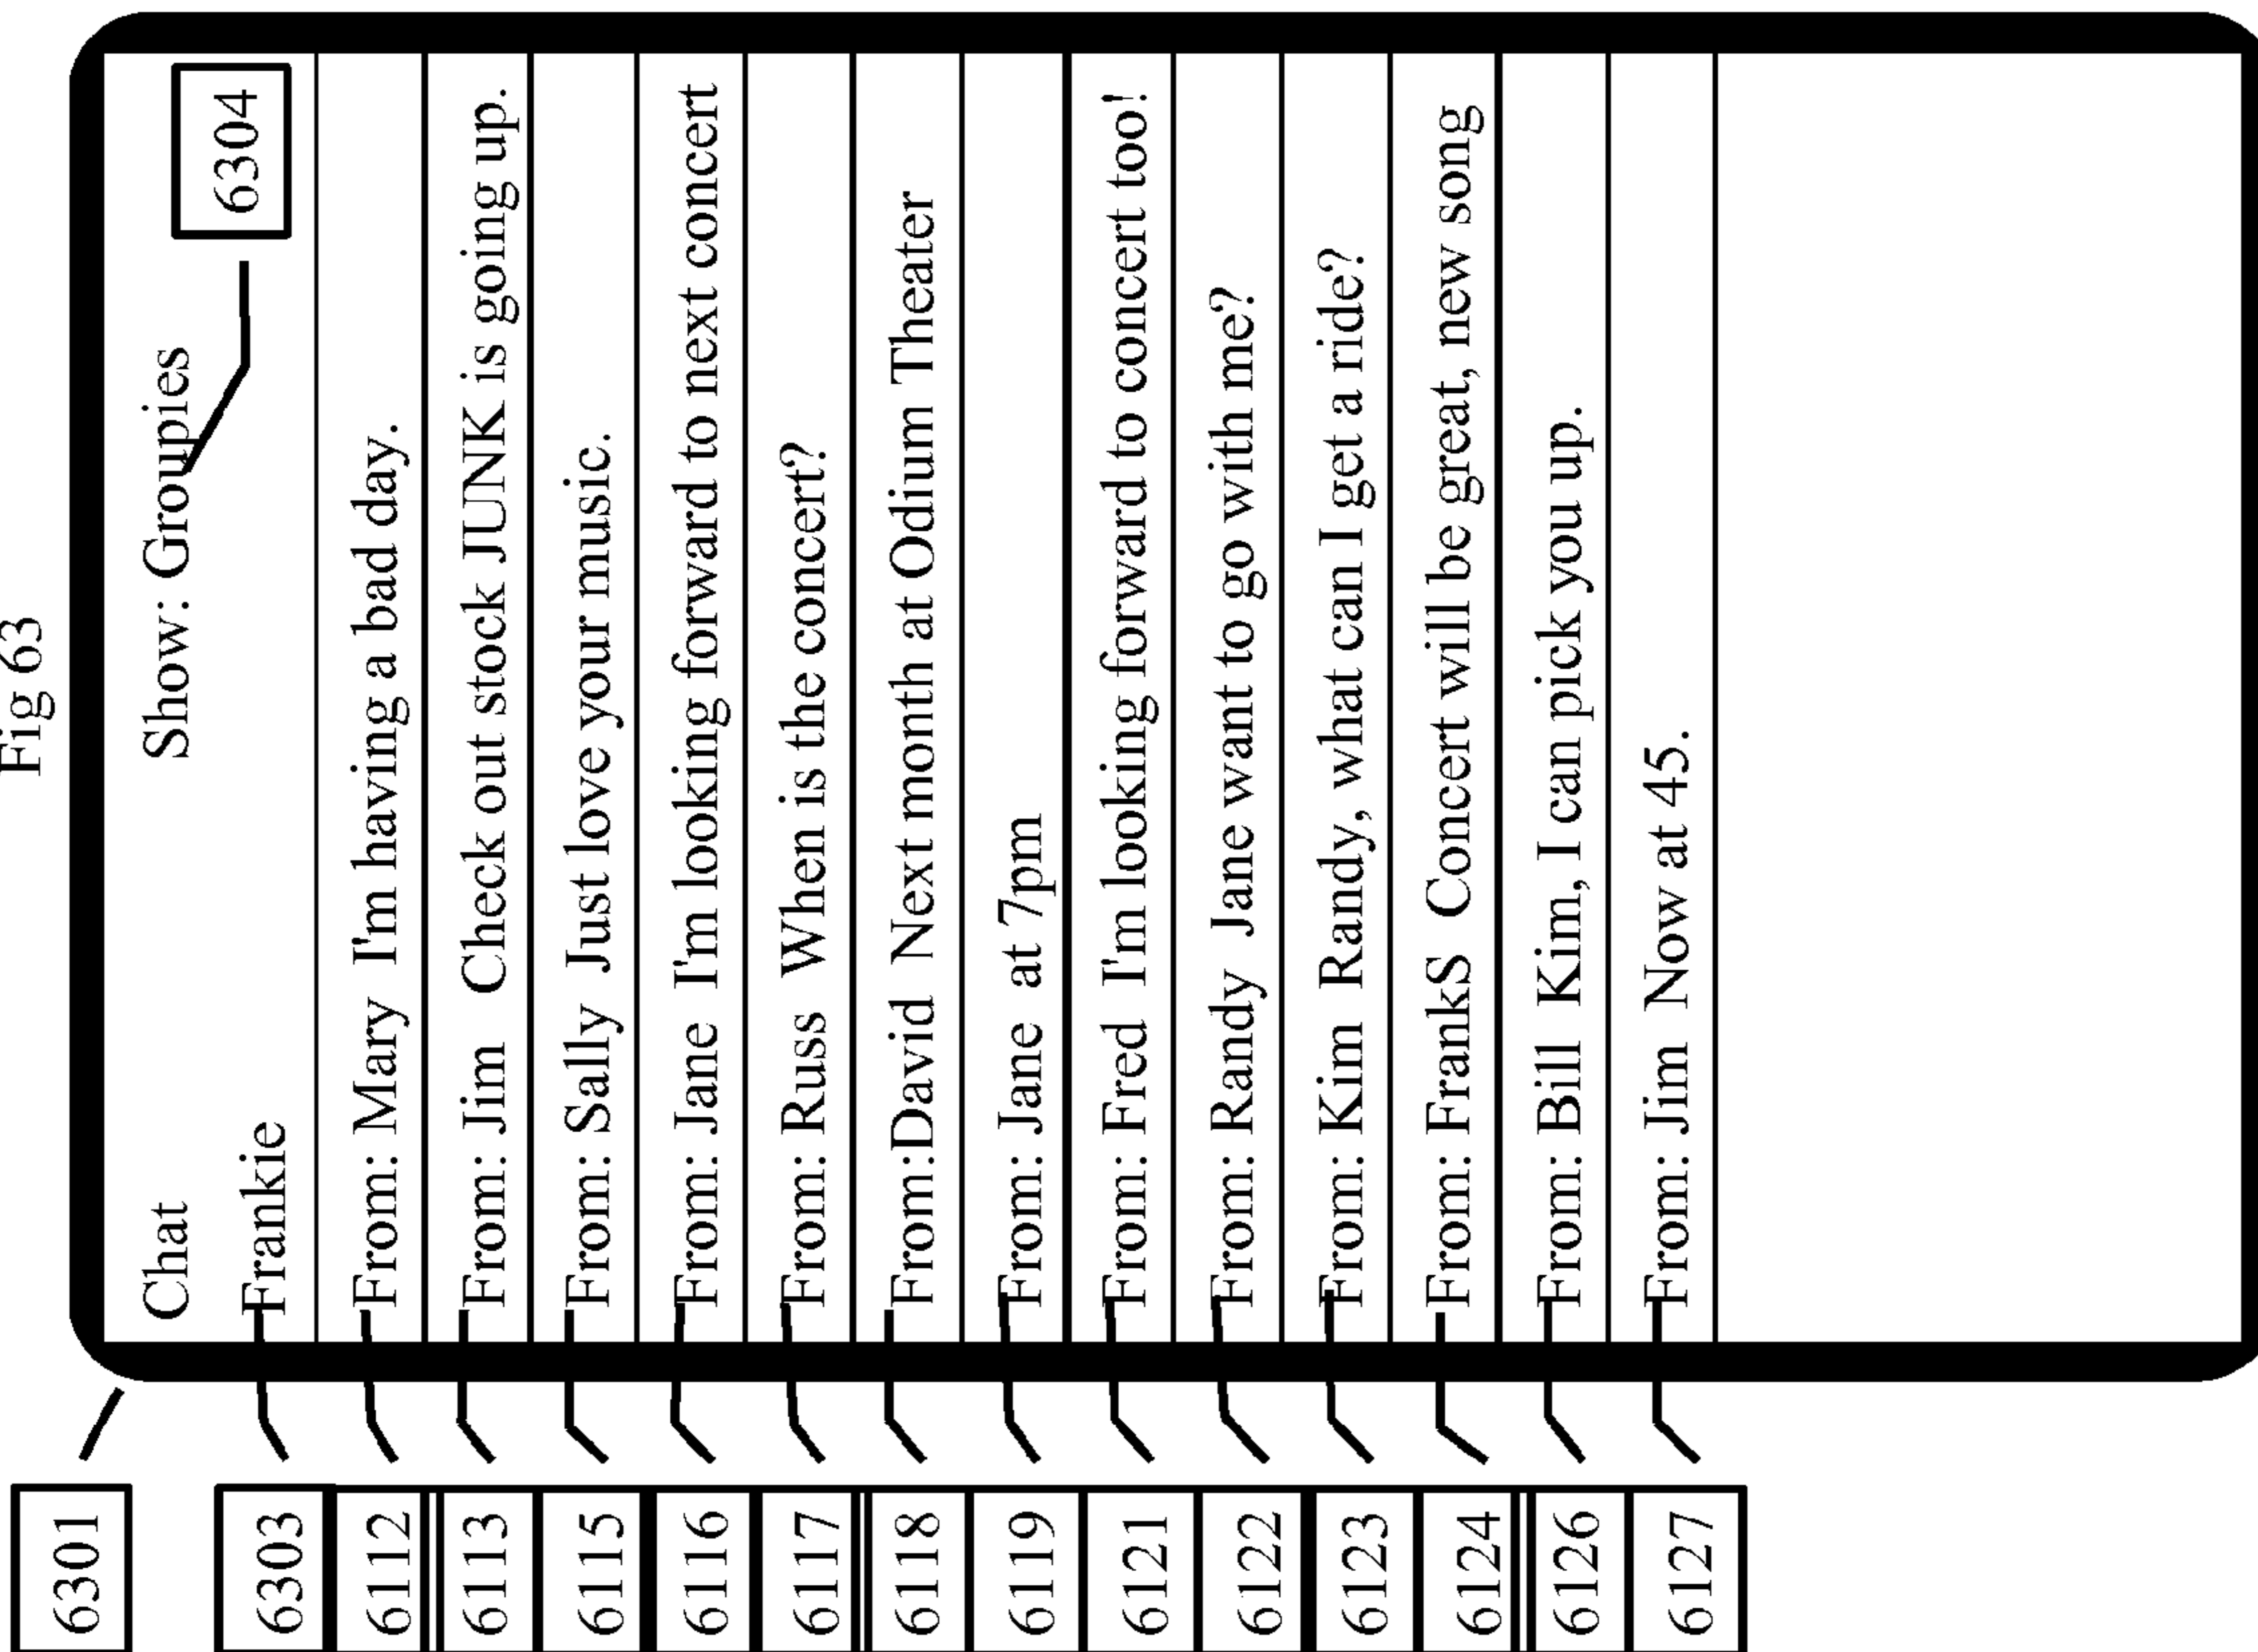 Fig 63
6301
Chat Show: Groupies
6304
6303 Frankie
6112 From: Mary I'm having a bad day.
6113 From: Jim Check out stock JUNK is going up.
6115 From: Sally Just love your music.
6116 From: Jane I'm looking forward to next concert
6117 From: Russ When is the concert?
6118 From:David Next month at Odium Theater
6119 From: Jane at 7pm
6121 From: Fred I'm looking forward to concert too!
6122 From: Randy Jane want to go with me?
6123 From: Kim Randy, what can I get a ride?
6124 From: FrankS Concert will be great, new song
6126 From: Bill Kim, I can pick you up.
6127 From: Jim Now at 45.